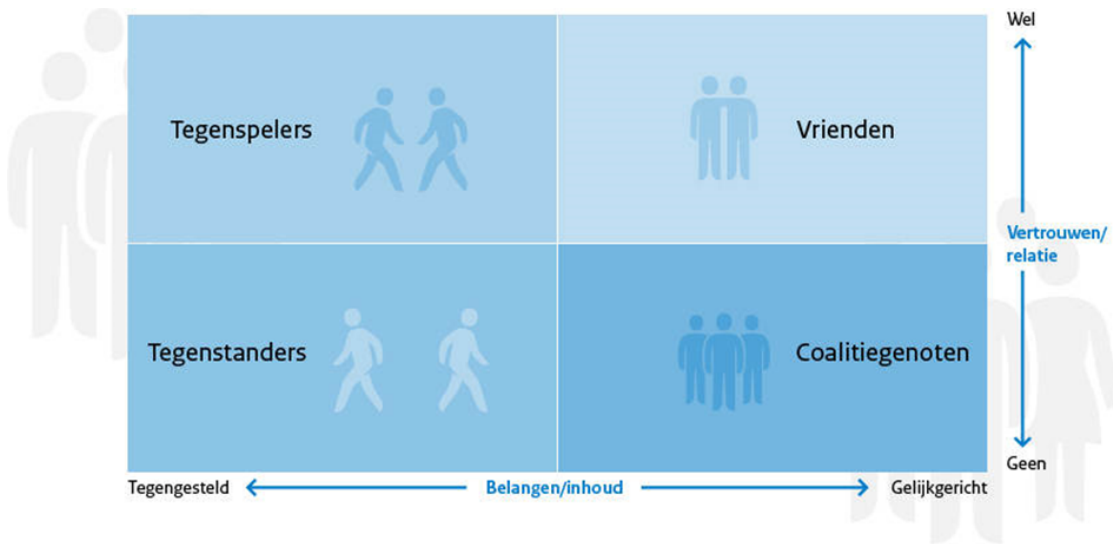 Wel
Tegenspelers
Vrienden
Vertrouwen/
relatie
Tegenstanders
Coalitiegenoten
Geen
Tegengesteld
Belangen/inhoud
Gelijkgericht